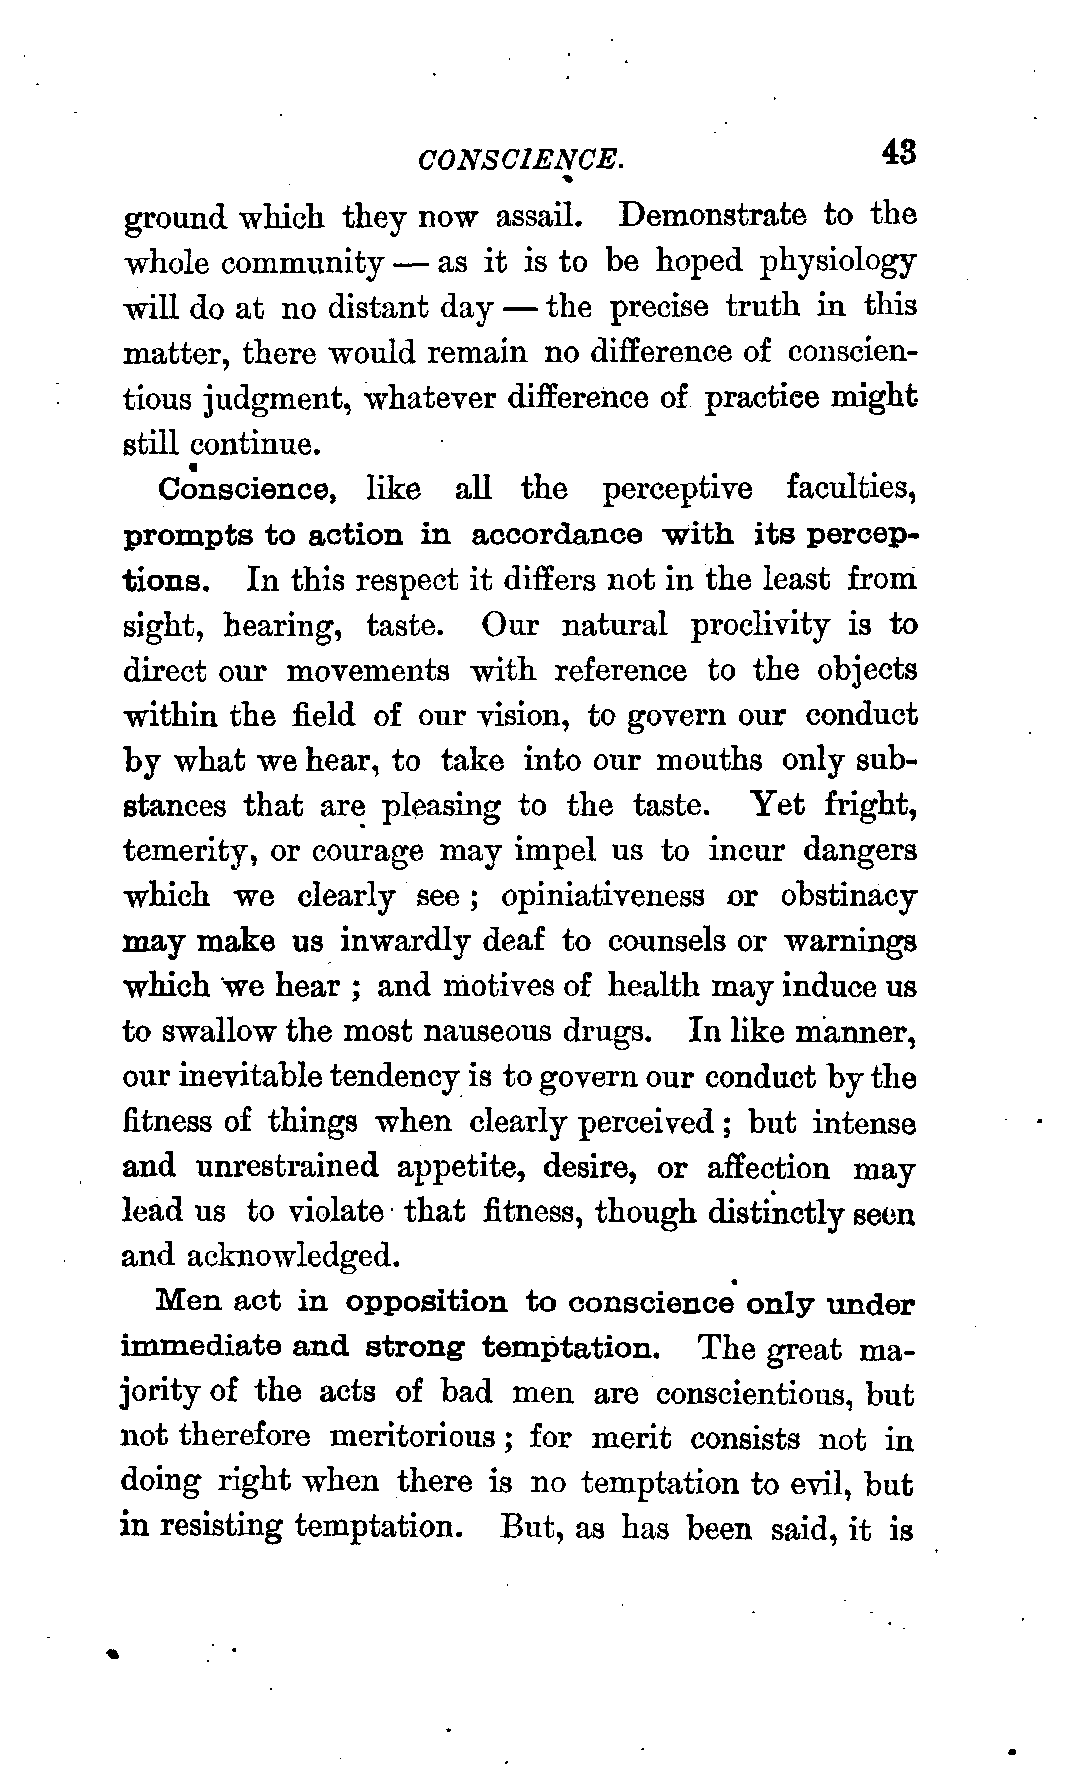 CONSCIENCE. 43
ground which they now assail. Demonstrate to the
whole community — as it is to be hoped physiology
will do at no distant day — the precise truth in this
matter, there would remain no difference of conscien-
tious judgment, whatever difference of practice might
still continue.
Conscience, like all the perceptive faculties,
prompts to action in accordance with its percep-
tions. In this respect it differs not in the least from
sight, hearing, taste. Our natural proclivity is to
direct our movements with reference to the objects
within the field of our vision, to govern our conduct
by what we hear, to take into our mouths only sub-
stances that are pleasing to the taste. Yet fright,
temerity, or courage may impel us to incur dangers
which we clearly see ; opiniativeness or obstinacy
may make us inwardly deaf to counsels or warnings
which we hear ; and motives of health may induce us
to swallow the most nauseous drugs. In like manner,
our inevitable tendency is to govern our conduct by the
fitness of things when clearly perceived ; but intense
and unrestrained appetite, desire, or affection may
lead us to violate that fitness, though distinctly seen
and acknowledged.
Men act in opposition to conscience only under
immediate and strong temptation. The great ma-
jority of the acts of bad men are conscientious, but
not therefore meritorious ; for merit consists not in
doing right when there is no temptation to evil, but
in resisting temptation. But, as has been said, it is